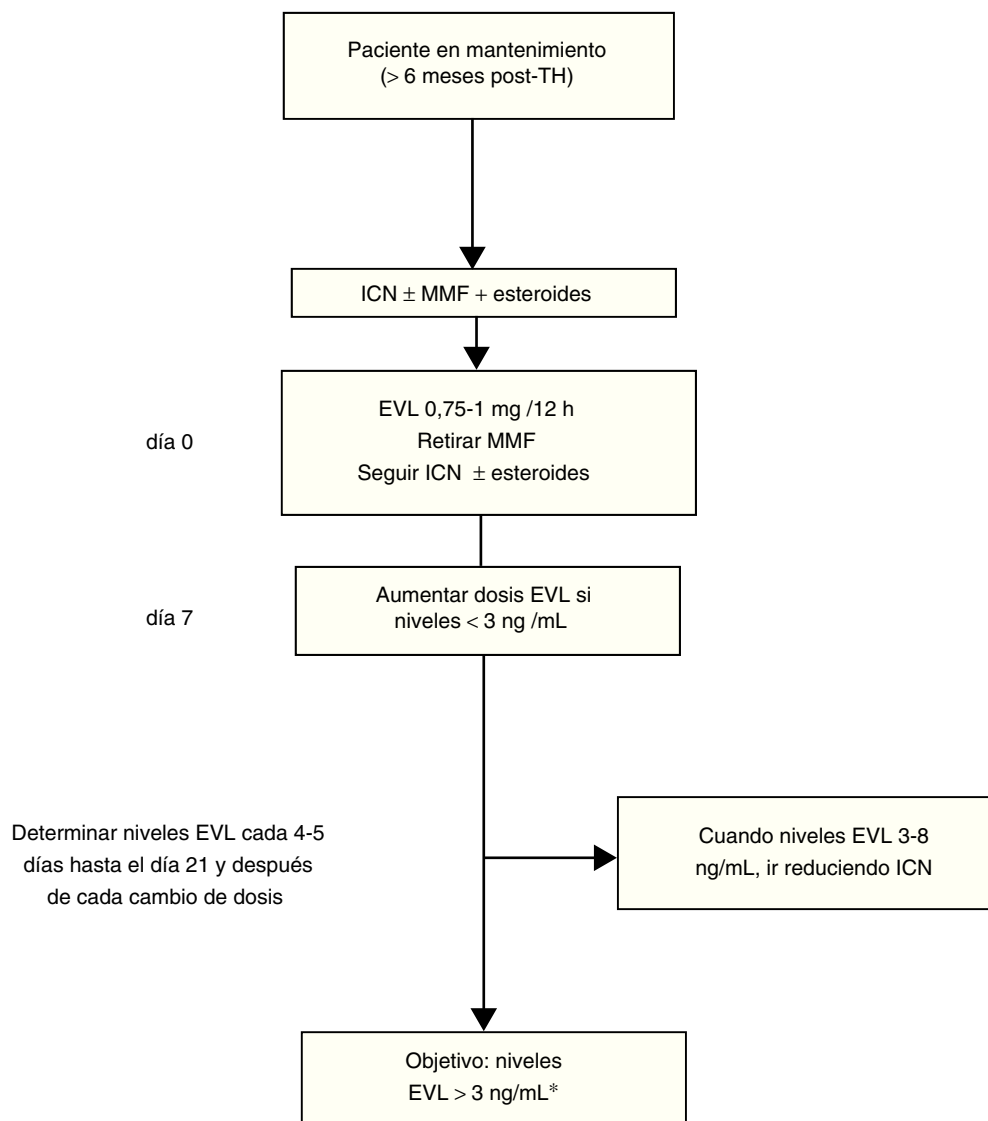 Paciente en mantenimiento
(> 6 meses post-TH)
ICN ± MMF + esteroides
día 0
EVL 0,75-1 mg /12 h
Retirar MMF
Seguir ICN ± esteroides
día 7
Aumentar dosis EVL si
niveles < 3 ng /mL
Determinar niveles EVL cada 4-5
días hasta el día 21 y después
de cada cambio de dosis
Cuando niveles EVL 3-8
ng/mL, ir reduciendo ICN
Objetivo: niveles
EVL > 3 ng/mL*